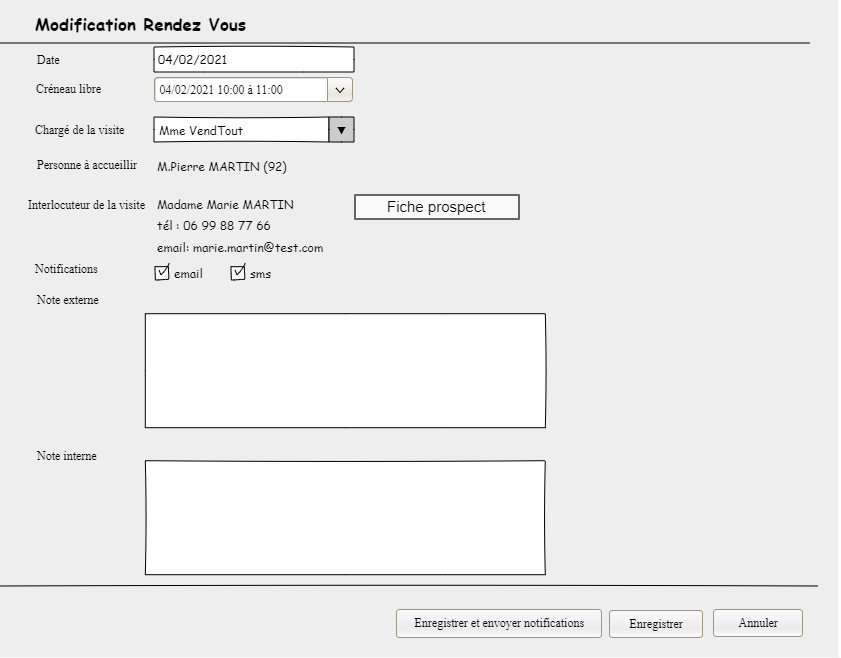 Modification Rendez Vous
Date 04/02/2021
Créneau libre 04/02/2021 10:00 à 11:00
Chargé de la visite Mme VendTout
Personne à accueillir M.Pierre MARTIN (92)
Interlocuteur de la visite Madame Marie MARTIN Fiche prospect
tél : 06 99 88 77 66
email: marie.martin@test.com
Notifications email sms
Note externe
Note interne
Enregistrer et envoyer notifications Enregistrer Annuler